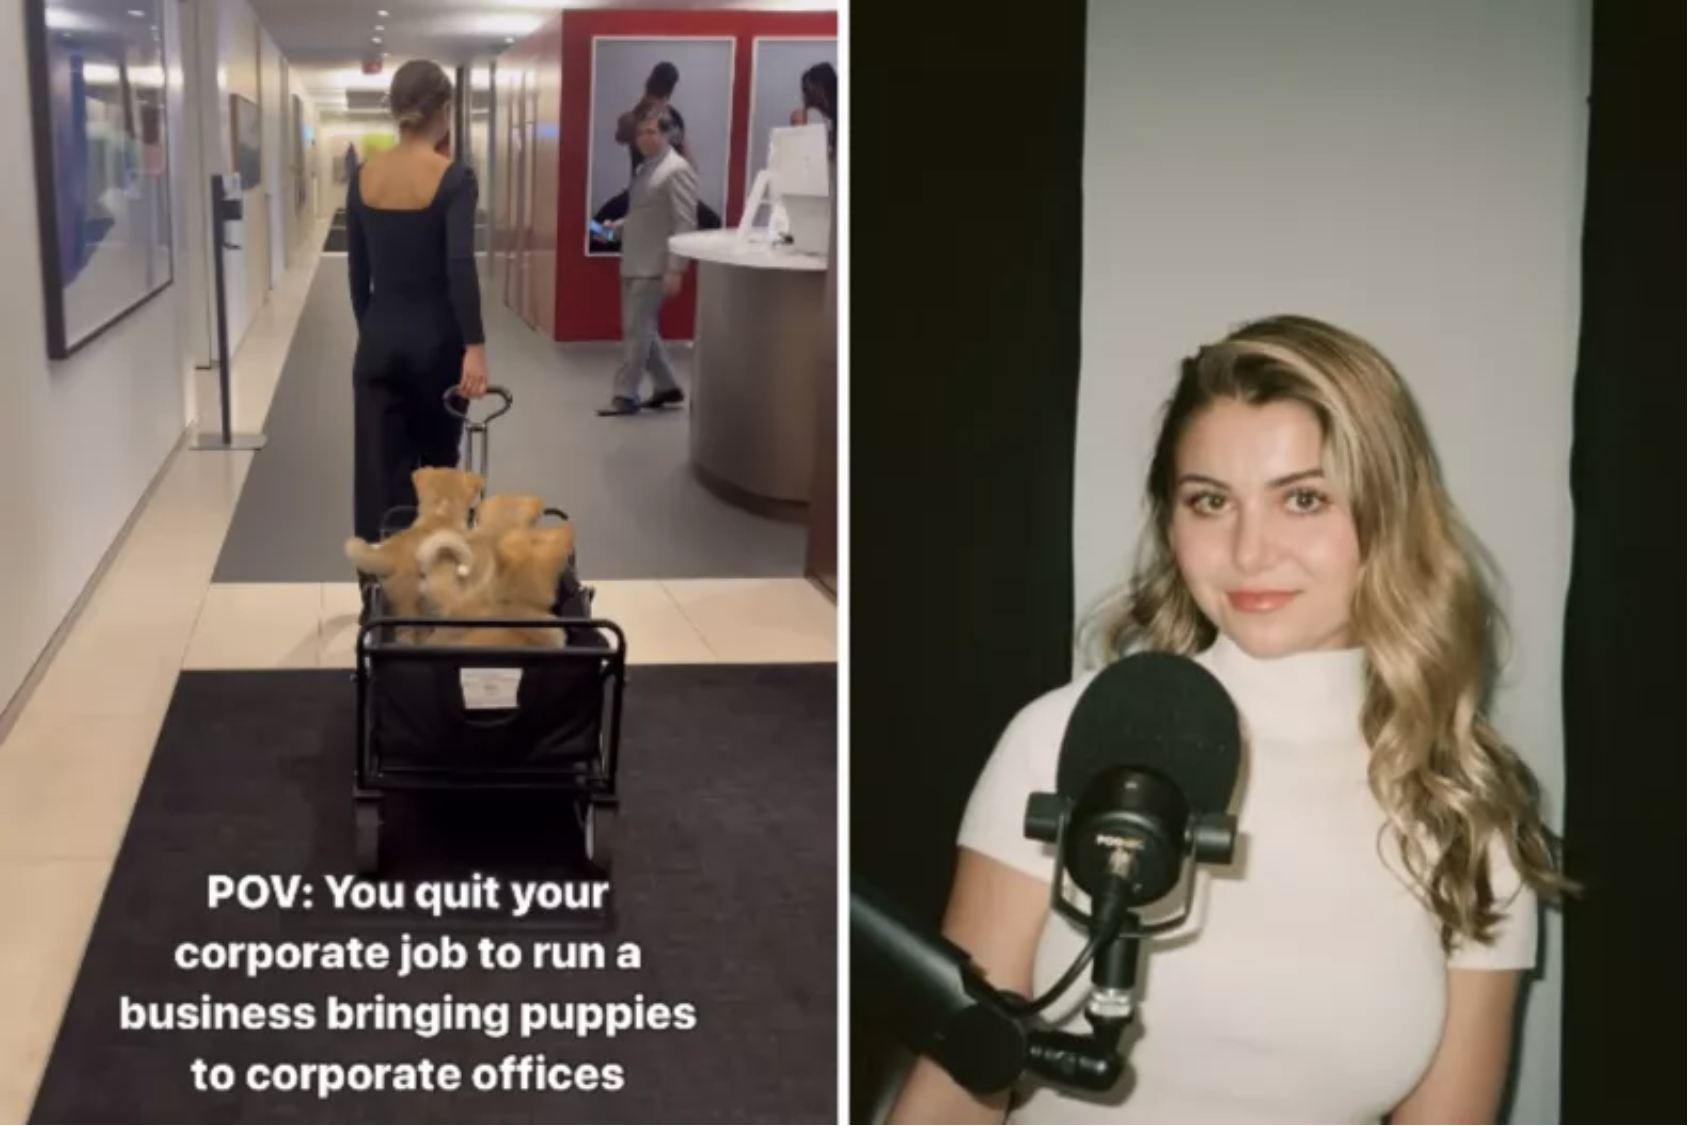 POV: You quit your
corporate job to run a
business bringing puppies
to corporate offices